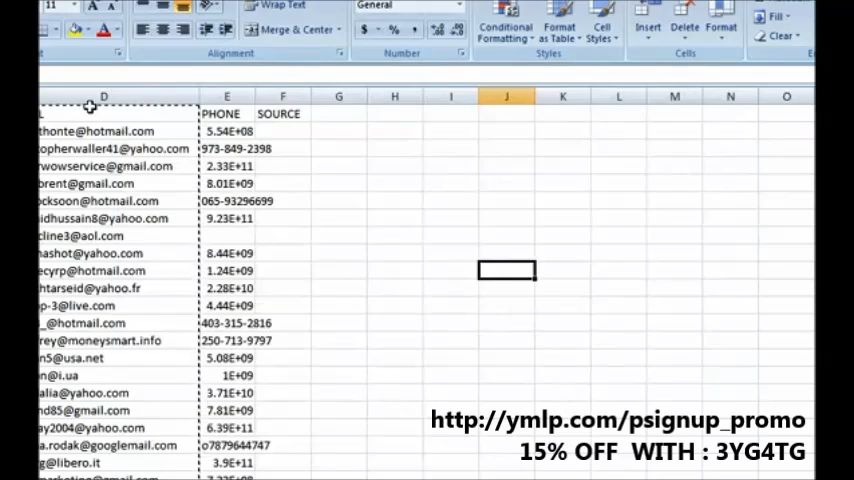 11 A A General
Wrap Text
Merge & Center $ % , Conditional Formatting Format as Table Cell Styles Insert Delete Format Fill Clear
Alignment Number Styles Cells
D E F G H I J K L M N O
L PHONE SOURCE
thonte@hotmail.com 5.54E+08
topherwaller41@yahoo.com 973-849-2398
rwowservice@gmail.com 2.33E+11
brent@gmail.com 8.01E+09
ocksoon@hotmail.com 065-93296699
idhussain8@yahoo.com 9.23E+11
cline3@aol.com
nashot@yahoo.com 8.44E+09
ecyrp@hotmail.com 1.24E+09
htarseid@yahoo.fr 2.28E+10
p-3@live.com 4.44E+09
_@hotmail.com 403-315-2816
rey@moneysmart.info 250-713-9797
n5@usa.net 5.08E+09
n@i.ua 1E+09
alia@yahoo.com 3.71E+10
nd85@gmail.com 7.81E+09
ay2004@yahoo.com 6.39E+11
a.rodak@googlemail.com o7879644747
g@libero.it 3.9E+11
http://ymlp.com/psignup_promo
15% OFF WITH : 3YG4TG